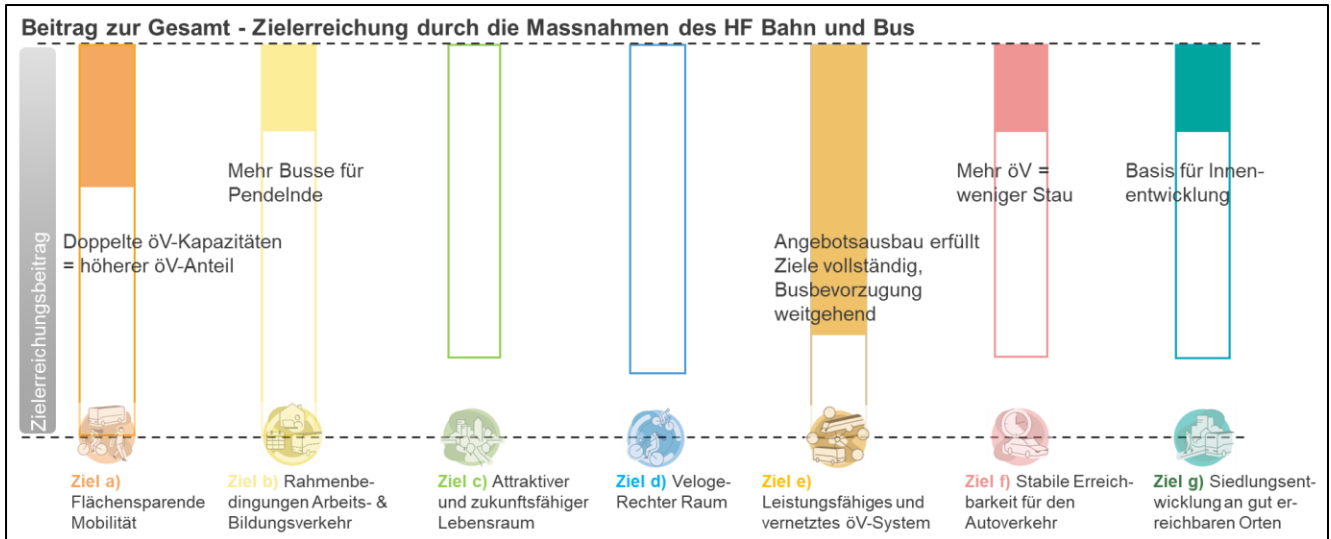 Beitrag zur Gesamt - Zielerreichung durch die Massnahmen des HF Bahn und Bus
Zielerreichungsbeitrag
Doppelte öV-Kapazitäten
= höherer öV-Anteil
Mehr Busse für
Pendelnde
Angebotsausbau erfüllt
Ziele vollständig,
Busbevorzugung
weitgehend
Mehr öV =
weniger Stau
Basis für Innen-
entwicklung
Ziel a)
Flächensparende
Mobilität
Ziel b) Rahmenbe-
dingungen Arbeits- &
Bildungsverkehr
Ziel c) Attraktiver
und zukunftsfähiger
Lebensraum
Ziel d) Veloge-
Rechter Raum
Ziel e)
Leistungsfähiges und
vernetztes öV-System
Ziel f) Stabile Erreich-
barkeit für den
Autoverkehr
Ziel g) Siedlungsent-
wicklung an gut er-
reichbaren Orten